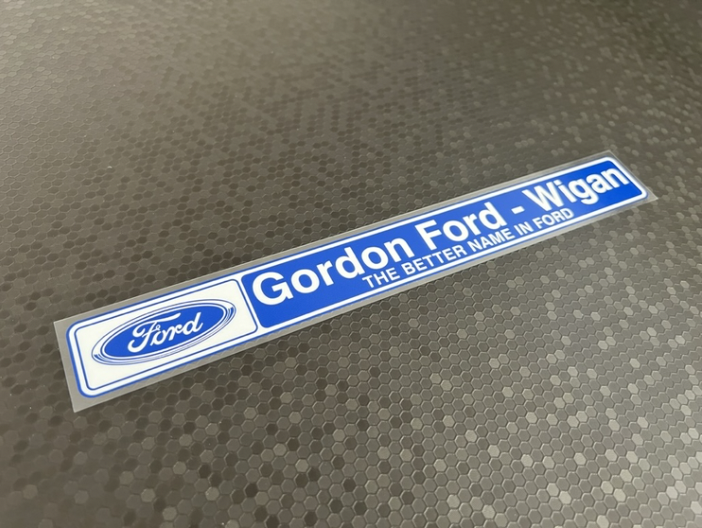 Ford
Gordon Ford - Wigan
THE BETTER NAME IN FORD